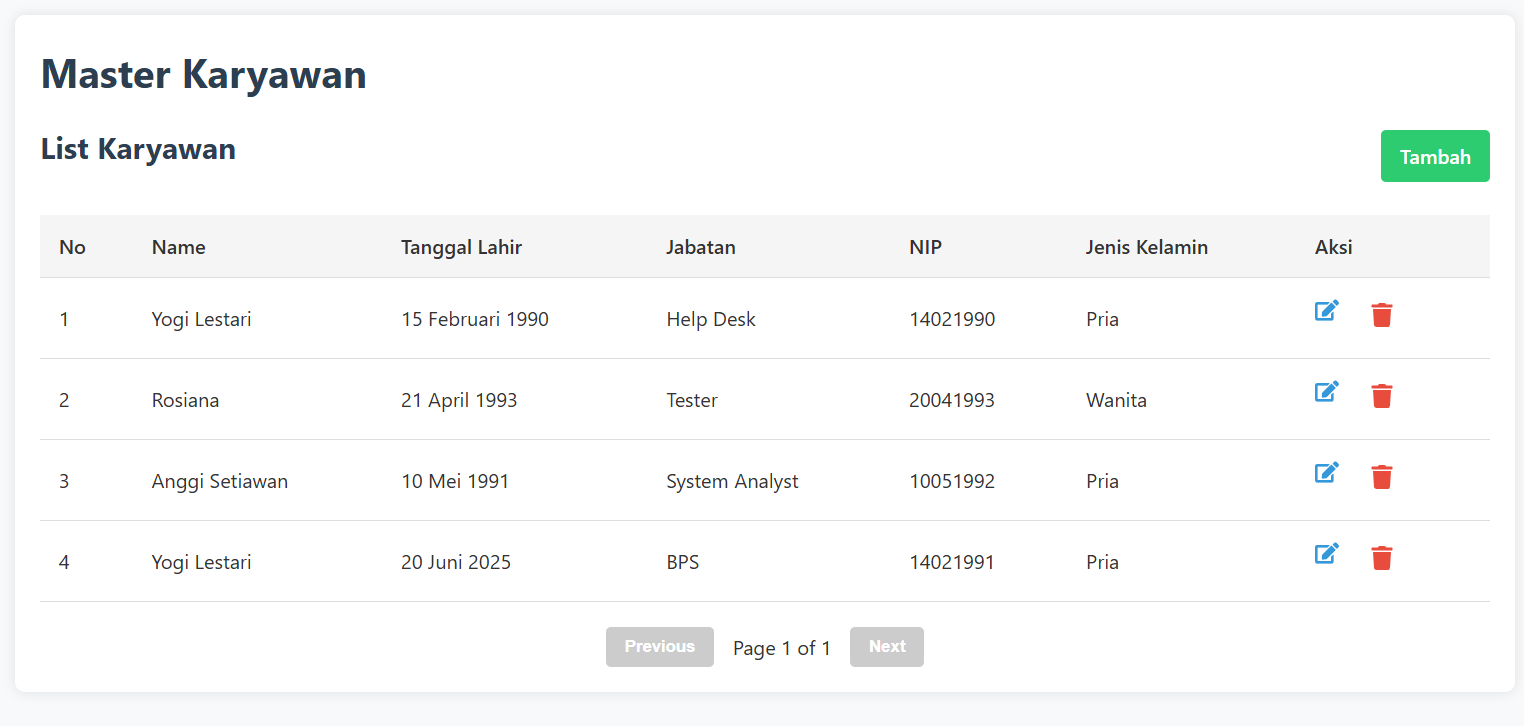 Master Karyawan
List Karyawan
Tambah
No Name Tanggal Lahir Jabatan NIP Jenis Kelamin Aksi
1 Yogi Lestari 15 Februari 1990 Help Desk 14021990 Pria
2 Rosiana 21 April 1993 Tester 20041993 Wanita
3 Anggi Setiawan 10 Mei 1991 System Analyst 10051992 Pria
4 Yogi Lestari 20 Juni 2025 BPS 14021991 Pria
Previous Page 1 of 1 Next